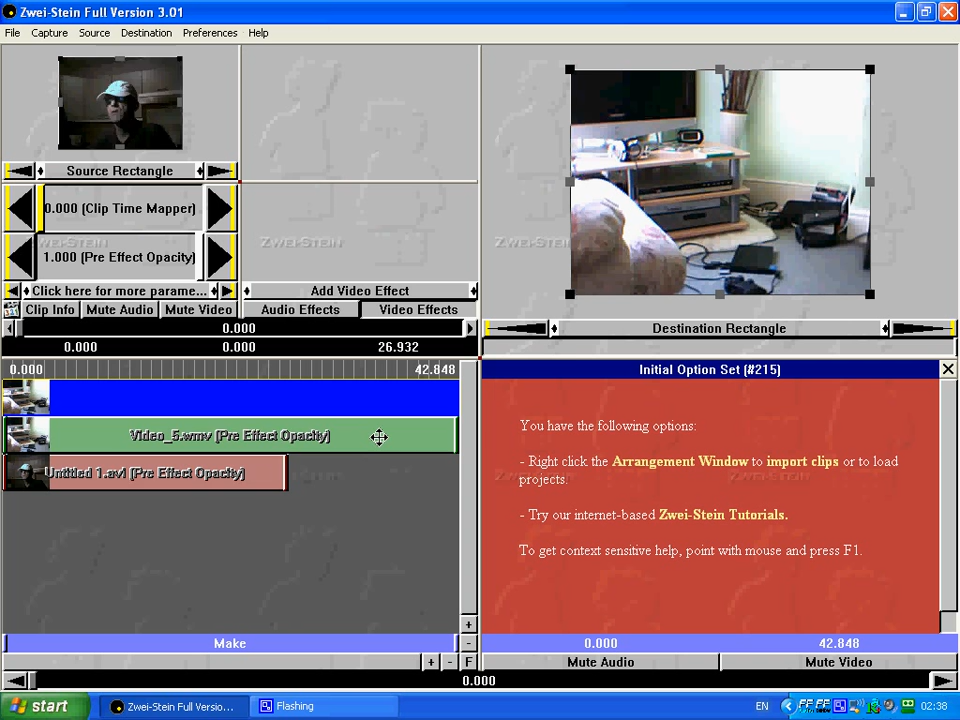 Zwei-Stein Full Version 3.01
File Capture Source Destination Preferences Help
Source Rectangle
0.000 (Clip Time Mapper)
1.000 (Pre Effect Opacity)
Click here for more parame...
Clip Info Mute Audio Mute Video
Add Video Effect
Audio Effects Video Effects
0.000
0.000 0.000 26.932
Destination Rectangle
0.000 42.848
Video_5.wmv (Pre Effect Opacity)
Untitled 1.avi (Pre Effect Opacity)
Make
+
-
+ - F
Initial Option Set (#215)
You have the following options:
- Right click the Arrangement Window to import clips or to load
projects.
- Try our internet-based Zwei-Stein Tutorials.
To get context sensitive help, point with mouse and press F1.
0.000 42.848
Mute Audio Mute Video
0.000
start
Zwei-Stein Full Versio...
Flashing
EN
02:38